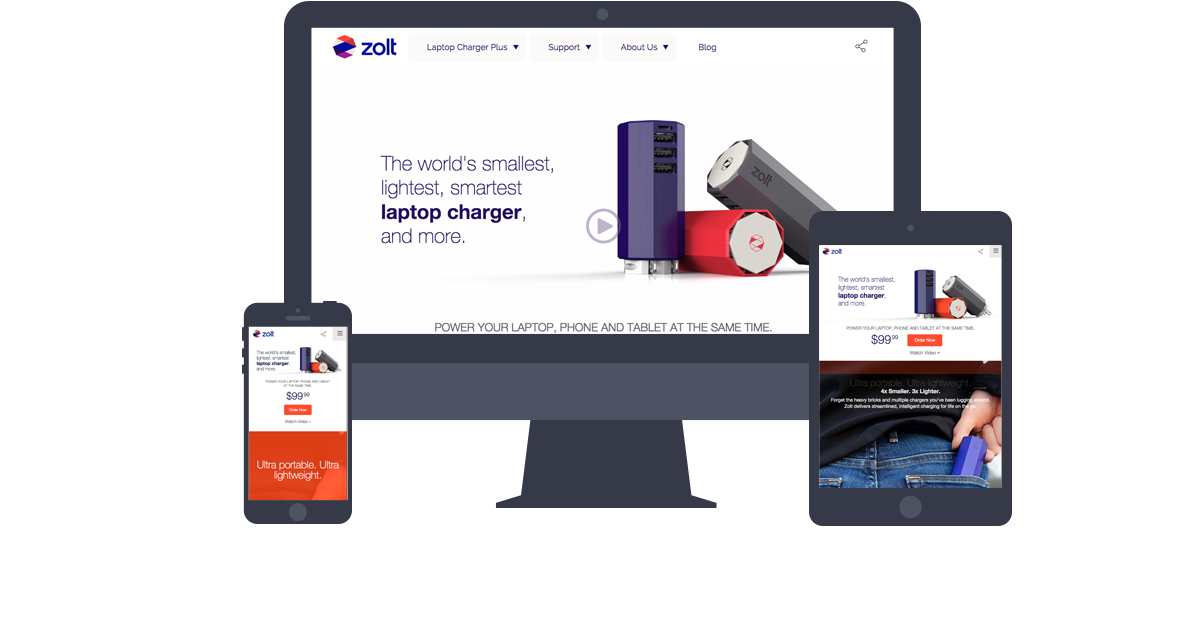 zolt
Laptop Charger Plus ▼
Support ▼
About Us ▼
Blog
The world's smallest,
lightest, smartest
laptop charger,
and more.
zolt
POWER YOUR LAPTOP, PHONE AND TABLET AT THE SAME TIME.
zolt
The world's smallest,
lightest, smartest
laptop charger,
and more.
POWER YOUR LAPTOP, PHONE AND TABLET
AT THE SAME TIME.
$99.99
Order Now
Watch Video »
Ultra portable. Ultra
lightweight.
zolt
The world's smallest,
lightest, smartest
laptop charger,
and more.
POWER YOUR LAPTOP, PHONE AND TABLET AT THE SAME TIME.
$99.99
Order Now
Watch Video »
Ultra portable. Ultra lightweight.
4x Smaller. 3x Lighter.
Forget the heavy bricks and multiple chargers you've been lugging around.
Zolt delivers streamlined, intelligent charging for life on the go.